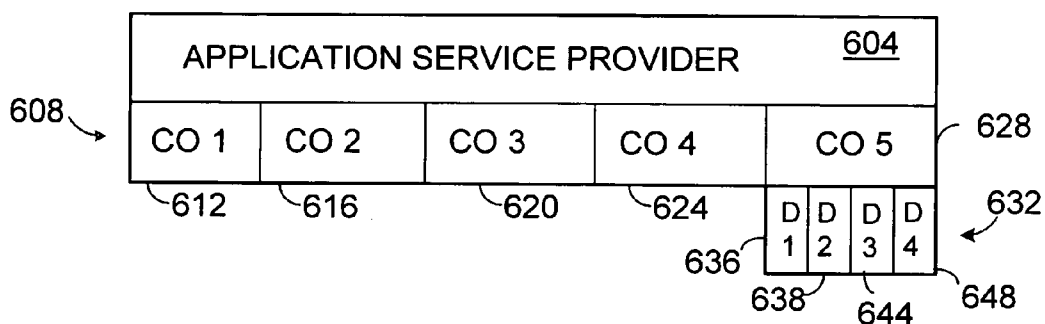 APPLICATION SERVICE PROVIDER 604
608
CO 1 CO 2 CO 3 CO 4 CO 5 628
612 616 620 624
D 1 D 2 D 3 D 4 632
636
638 644 648